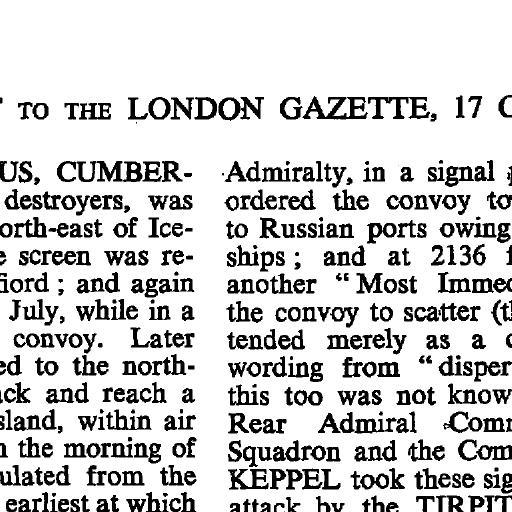 TO THE LONDON GAZETTE, 17
US, CUMBER-
destroyers, was
orth-east of Ice-
screen was re-
fiord ; and again
July, while in a
convoy. Later
ed to the north-
ck and reach a
sland, within air
the morning of
ulated from the
earliest at which
Admiralty, in a signal
ordered the convoy to
to Russian ports owing
ships ; and at 2136
another “ Most Immed
the convoy to scatter (t
tended merely as a
wording from “ disper
this too was not know
Rear Admiral Comm
Squadron and the Com
KEPPEL took these sig
attack by the TIRPIT